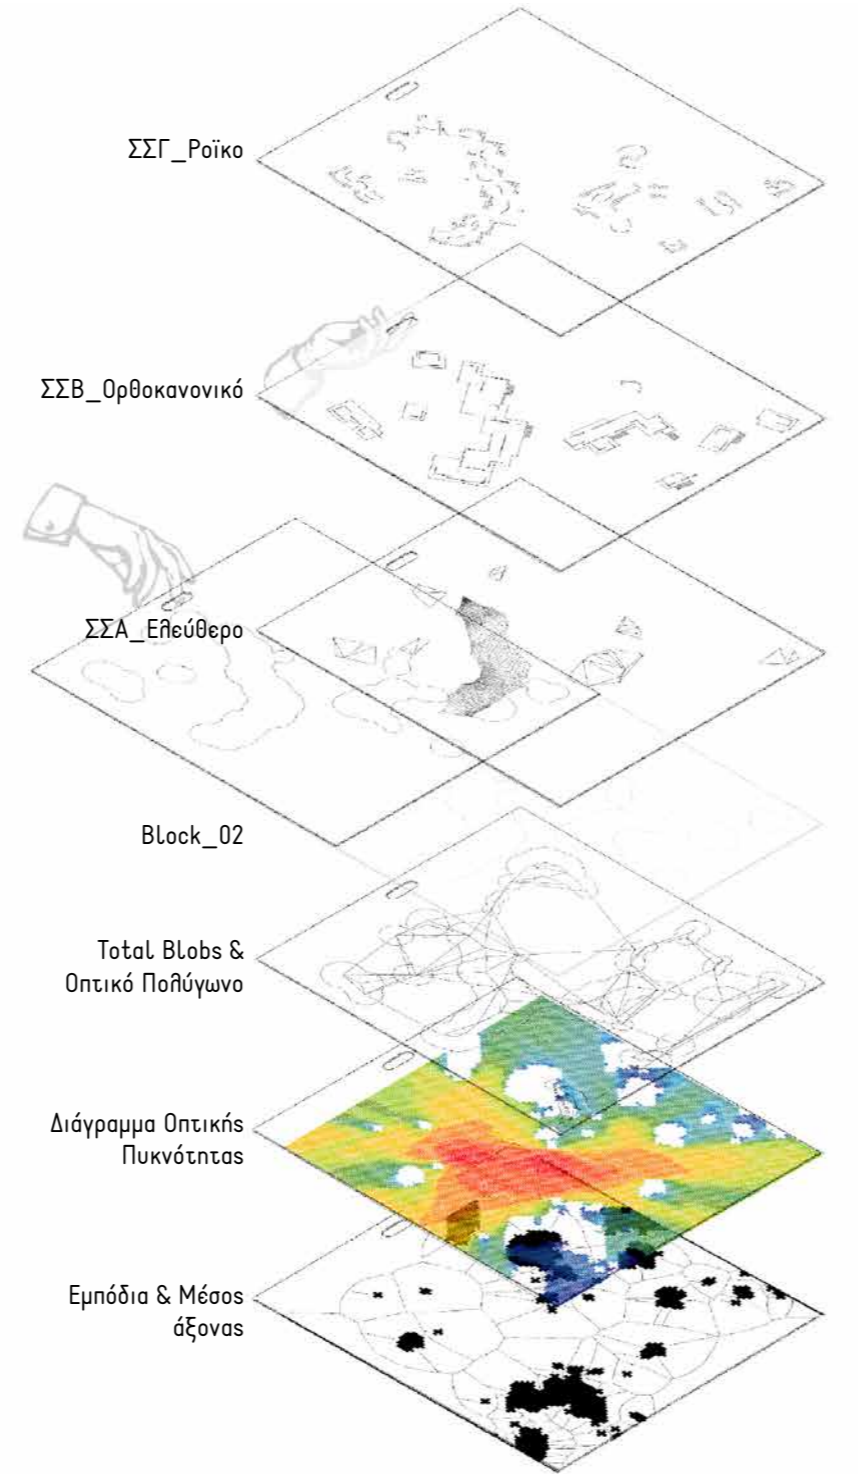 ΣΣΓ_Ροϊκο
ΣΣΒ_Ορθοκανονικό
ΣΣΑ_Ελεύθερο
Block_02
Total Blobs &
Οπτικό Πολύγωνο
Διάγραμμα Οπτικής
Πυκνότητας
Εμπόδια & Μέσος
άξονας